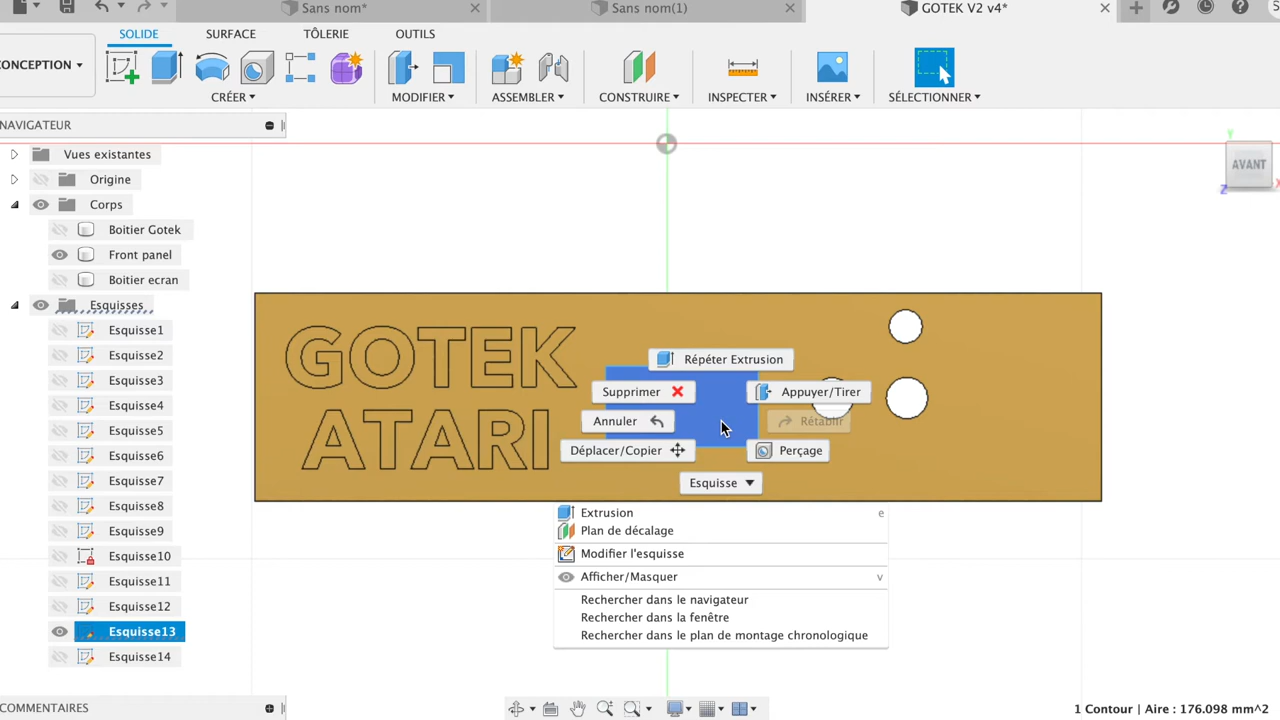 Sans nom*
Sans nom(1)
GOTEK V2 v4*
SOLIDE
SURFACE
TÔLERIE
OUTILS
CONCEPTION
CRÉER
MODIFIER
ASSEMBLER
CONSTRUIRE
INSPECTER
INSÉRER
SÉLECTIONNER
NAVIGATEUR
Vues existantes
Origine
Corps
Boitier Gotek
Front panel
Boitier ecran
Esquisses
Esquisse1
Esquisse2
Esquisse3
Esquisse4
Esquisse5
Esquisse6
Esquisse7
Esquisse8
Esquisse9
Esquisse10
Esquisse11
Esquisse12
Esquisse13
Esquisse14
Y
AVANT
Z
X
GOTEK
ATARI
Répéter Extrusion
Supprimer
Appuyer/Tirer
Annuler
Rétablir
Déplacer/Copier
Perçage
Esquisse
Extrusion e
Plan de décalage
Modifier l'esquisse
Afficher/Masquer v
Rechercher dans le navigateur
Rechercher dans la fenêtre
Rechercher dans le plan de montage chronologique
COMMENTAIRES
1 Contour | Aire : 176.098 mm^2